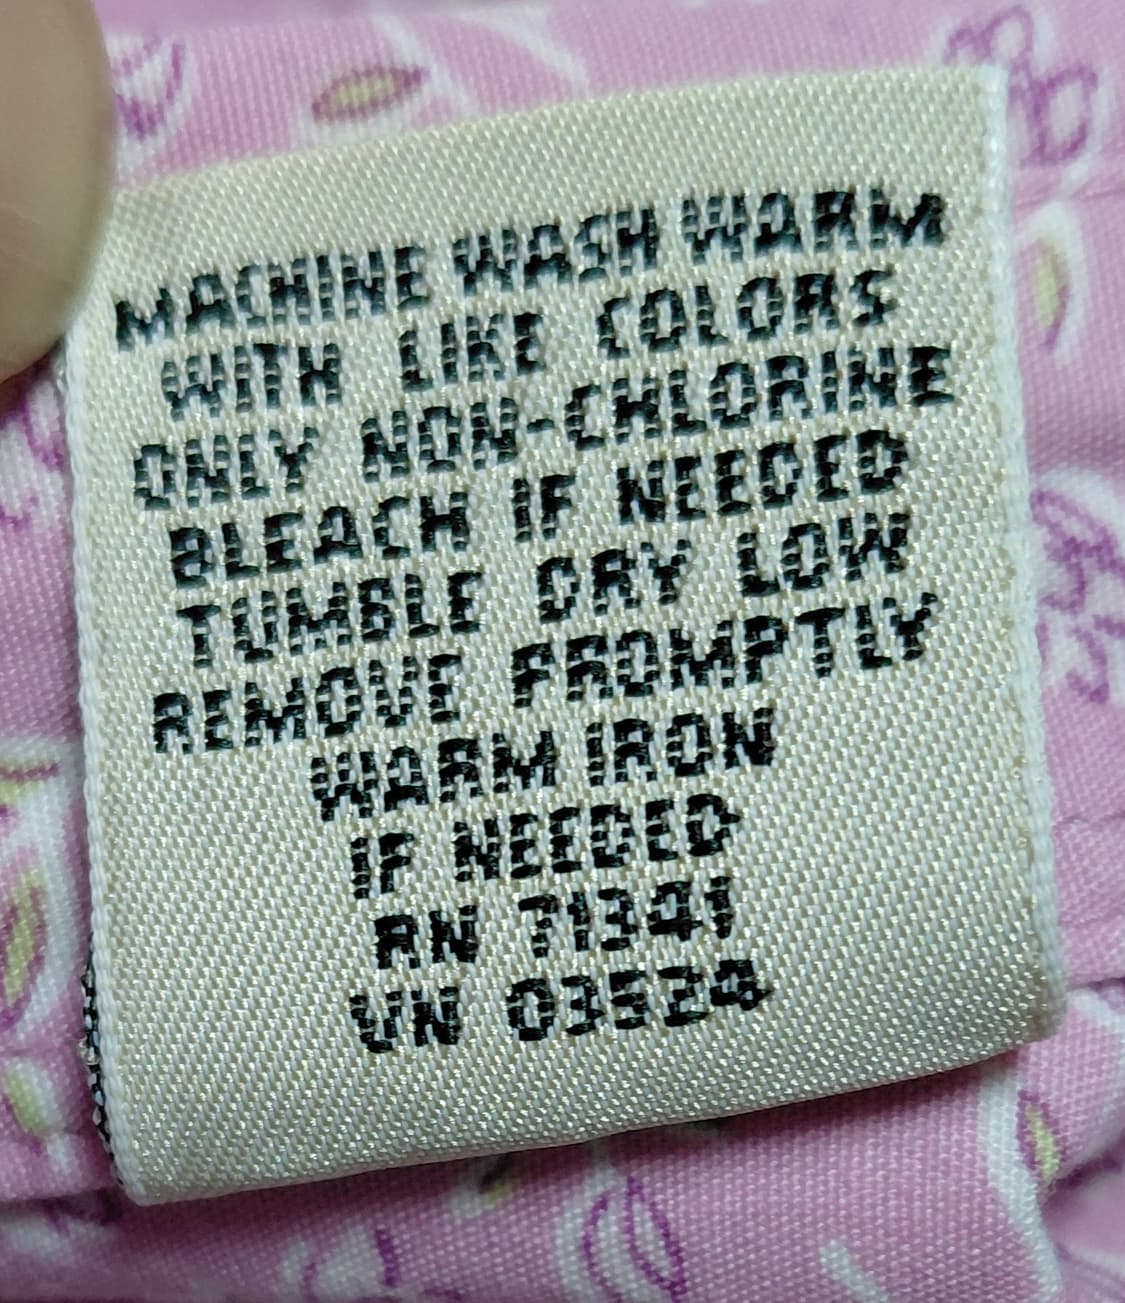 MACHINE WASH WARM
WITH LIKE COLORS
ONLY NON-CHLORINE
BLEACH IF NEEDED
TUMBLE DRY LOW
REMOVE PROMPTLY
WARM IRON
IF NEEDED
RN 71341
VN 03524